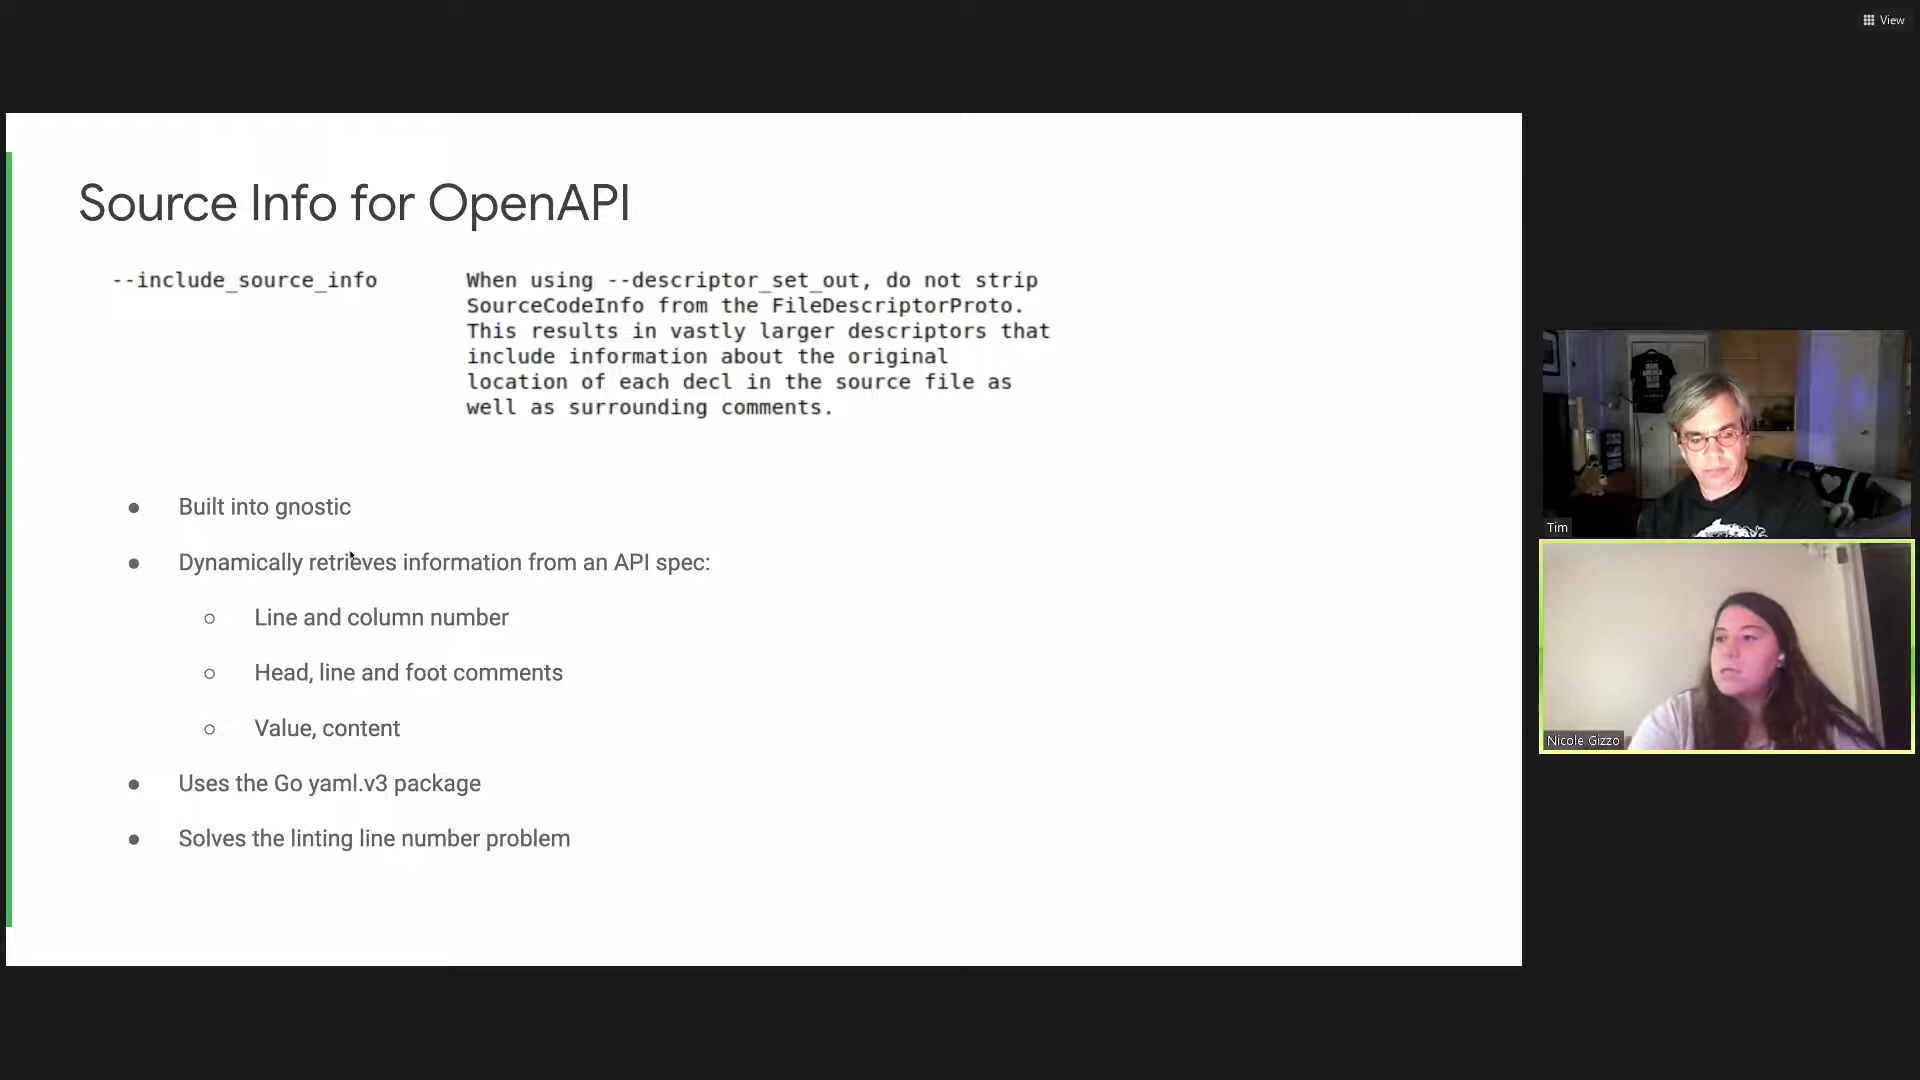 View
Source Info for OpenAPI
--include_source_info
When using --descriptor_set_out, do not strip
SourceCodeInfo from the FileDescriptorProto.
This results in vastly larger descriptors that
include information about the original
location of each decl in the source file as
well as surrounding comments.
Built into gnostic
Dynamically retrieves information from an API spec:
Line and column number
Head, line and foot comments
Value, content
Uses the Go yaml.v3 package
Solves the linting line number problem
Tim
Nicole Gizzo